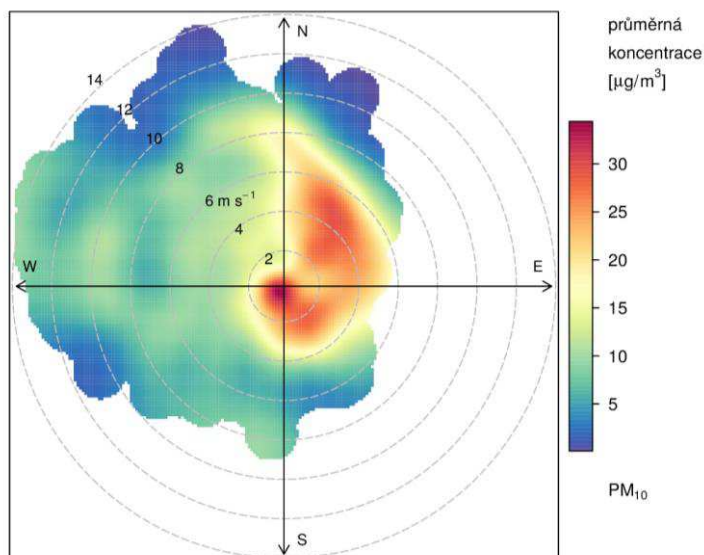 průměrná
koncentrace
[µg/m³]
N
14
12
10
8
6 m s⁻¹
4
2
W
E
S
30
25
20
15
10
5
PM₁₀